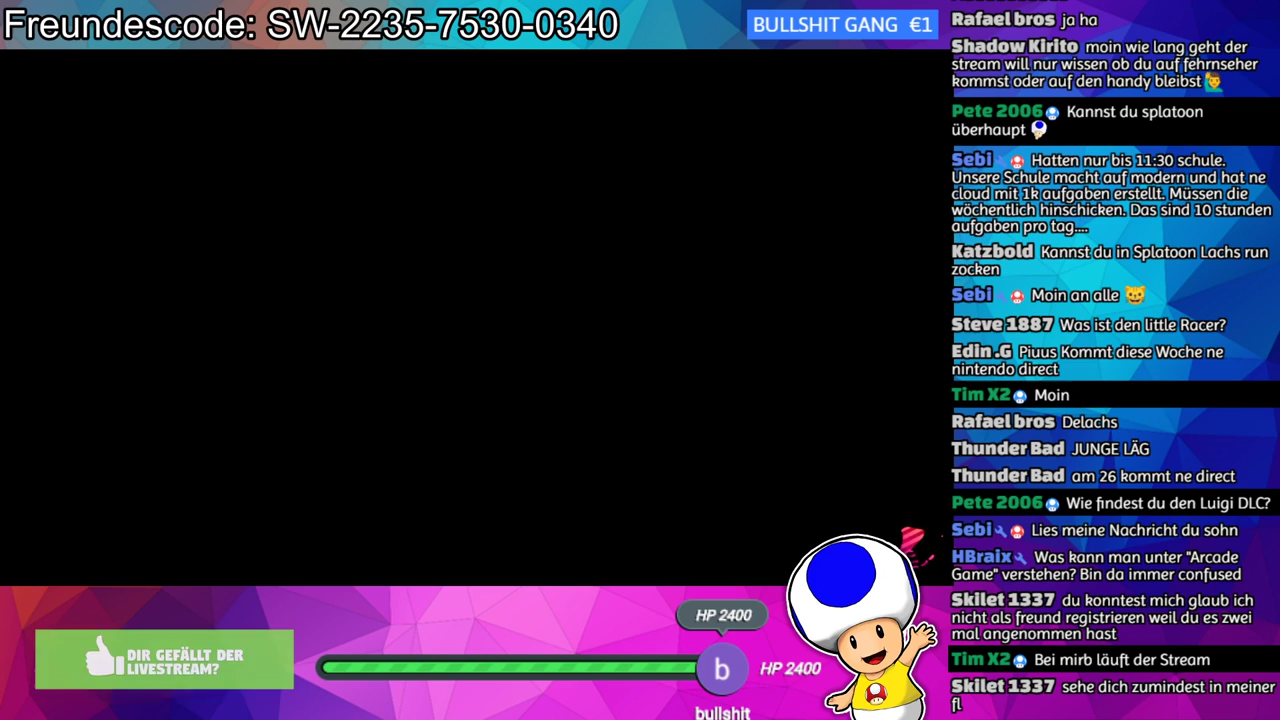 Freundescode: SW-2235-7530-0340
BULLSHIT GANG €1
Rafael bros ja ha
Shadow Kirito moin wie lang geht der
stream will nur wissen ob du auf fehrnseher
kommst oder auf den handy bleibst
Pete 2006 Kannst du splatoon
überhaupt
Sebi Hatten nur bis 11:30 schule.
Unsere Schule macht auf modern und hat ne
cloud mit 1k aufgaben erstellt. Müssen die
wöchentlich hinschicken. Das sind 10 stunden
aufgaben pro tag....
Katzbold Kannst du in Splatoon Lachs run
zocken
Sebi Moin an alle
Steve 1887 Was ist den little Racer?
Edin .G Piuus Kommt diese Woche ne
nintendo direct
Tim X2 Moin
Rafael bros Delachs
Thunder Bad JUNGE LÄG
Thunder Bad am 26 kommt ne direct
Pete 2006 Wie findest du den Luigi DLC?
Sebi Lies meine Nachricht du sohn
HBraix Was kann man unter "Arcade
Game" verstehen? Bin da immer confused
Skilet 1337 du konntest mich glaub ich
nicht als freund registrieren weil du es zwei
mal angenommen hast
Tim X2 Bei mirb läuft der Stream
Skilet 1337 sehe dich zumindest in meiner
fl
DIR GEFÄLLT DER
LIVESTREAM?
HP 2400
b
HP 2400
bullshit